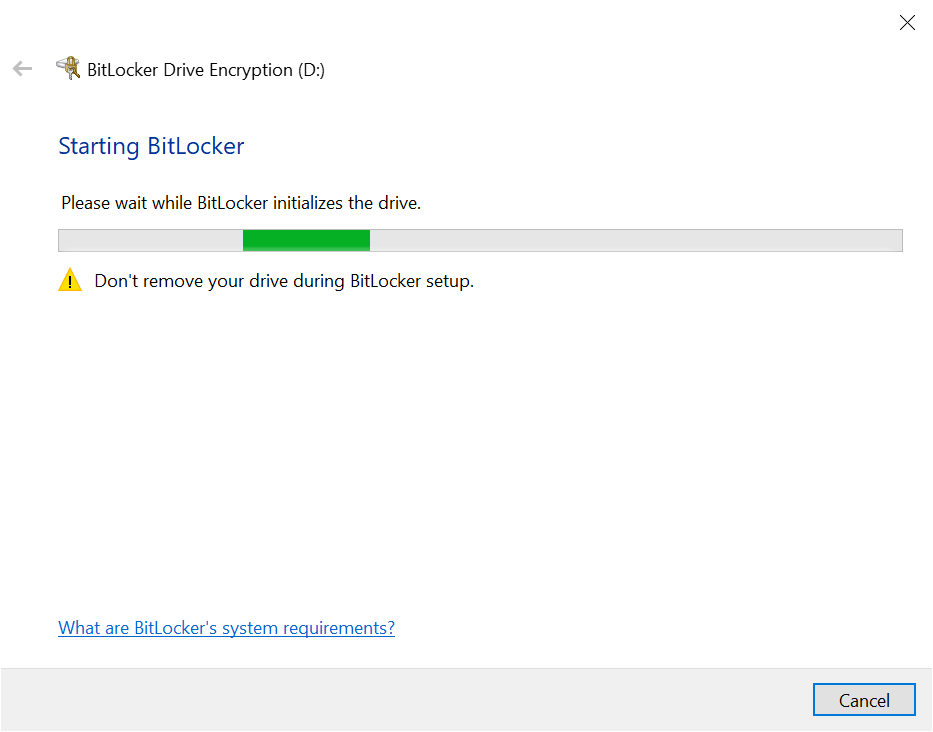 BitLocker Drive Encryption (D:)
Starting BitLocker
Please wait while BitLocker initializes the drive.
Don't remove your drive during BitLocker setup.
What are BitLocker's system requirements?
Cancel